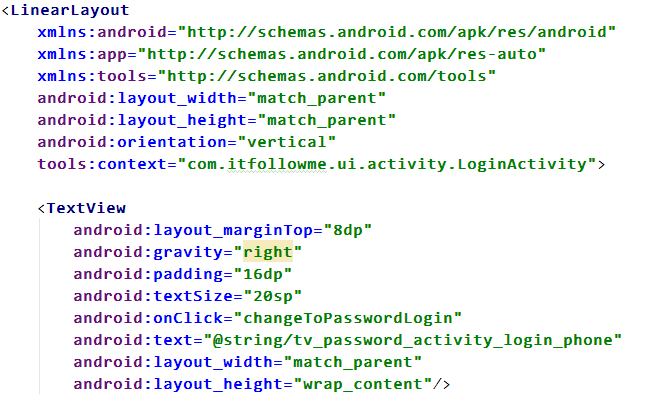 <LinearLayout
xmlns:android="http://schemas.android.com/apk/res/android"
xmlns:app="http://schemas.android.com/apk/res-auto"
xmlns:tools="http://schemas.android.com/tools"
android:layout_width="match_parent"
android:layout_height="match_parent"
android:orientation="vertical"
tools:context="com.itfollowme.ui.activity.LoginActivity">
<TextView
android:layout_marginTop="8dp"
android:gravity="right"
android:padding="16dp"
android:textSize="20sp"
android:onClick="changeToPasswordLogin"
android:text="@string/tv_password_activity_login_phone"
android:layout_width="match_parent"
android:layout_height="wrap_content"/>